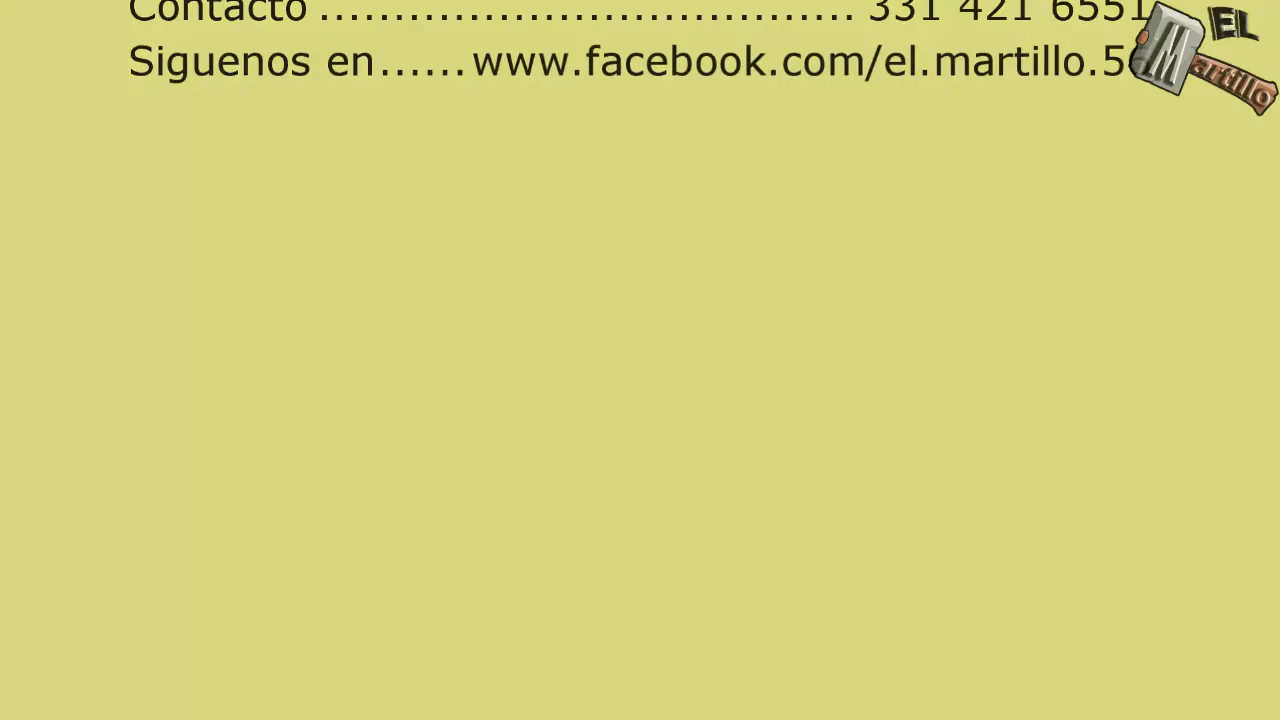 Contacto .................................... 331 421 6551
Siguenos en......www.facebook.com/el.martillo.5
EL
Martillo